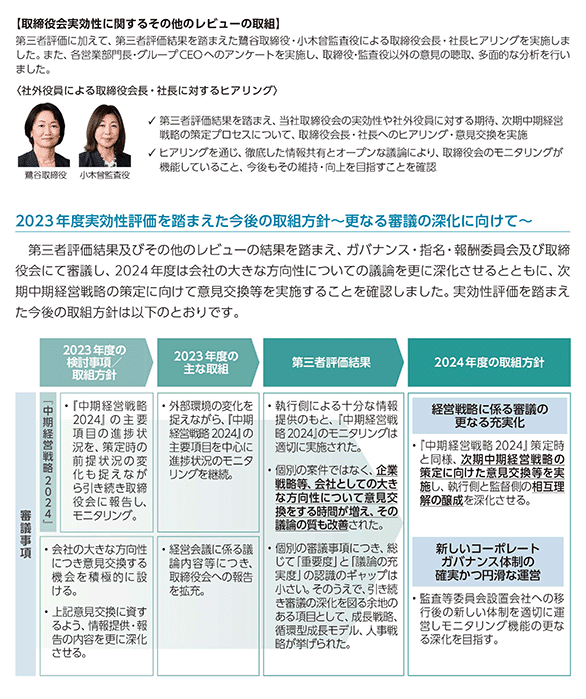 【取締役会実効性に関するその他のレビューの取組】
第三者評価に加えて、第三者評価結果を踏まえた鷺谷取締役・小木曾監査役による取締役会長・社長ヒアリングを実施しま
した。また、各営業部門長・グループCEOへのアンケートを実施し、取締役・監査役以外の意見の聴取、多面的な分析を行い
ました。
〈社外役員による取締役会長・社長に対するヒアリング〉
✓ 第三者評価結果を踏まえ、当社取締役会の実効性や社外役員に対する期待、次期中期経営
戦略の策定プロセスについて、取締役会長・社長へのヒアリング・意見交換を実施
✓ ヒアリングを通じ、徹底した情報共有とオープンな議論により、取締役会のモニタリングが
機能していること、今後もその維持・向上を目指すことを確認
鷺谷取締役 小木曾監査役
2023年度実効性評価を踏まえた今後の取組方針～更なる審議の深化に向けて～
第三者評価結果及びその他のレビューの結果を踏まえ、ガバナンス・指名・報酬委員会及び取締
役会にて審議し、2024年度は会社の大きな方向性についての議論を更に深化させるとともに、次
期中期経営戦略の策定に向けて意見交換等を実施することを確認しました。実効性評価を踏まえ
た今後の取組方針は以下のとおりです。
2023年度の
検討事項／
取組方針
2023年度の
主な取組
第三者評価結果
2024年度の取組方針
審議事項
『中期経営戦略2024』
・『中期経営戦略
2024』の主要
項目の進捗状
況を、策定時の
前提状況の変
化も捉えなが
ら引き続き取締
役会に報告し、モ
ニタリング。
・外部環境の変化を
捉えながら、『中期
経営戦略2024』の
主要項目を中心に
進捗状況のモニタ
リングを継続。
・会社の大きな方向性
につき意見交換する
機会を積極的に設
ける。
・上記意見交換に資す
るよう、情報提供・報
告の内容を更に深化
させる。
・経営会議に係る議
論内容等につき、
取締役会への報告
を拡充。
・執行側による十分な情報
提供のもと、『中期経営戦
略2024』のモニタリングは
適切に実施された。
・個別の案件ではなく、企業
戦略等、会社としての大き
な方向性について意見交
換をする時間が増え、その
議論の質も改善された。
・個別の審議事項につき、総
じて「重要度」と「議論の充
実度」の認識のギャップは
小さい。そのうえで、引き続
き審議の深化を図る余地の
ある項目として、成長戦略、
循環型成長モデル、人事戦
略が挙げられた。
経営戦略に係る審議の
更なる充実化
・『中期経営戦略2024』策定時
と同様、次期中期経営戦略の
策定に向けた意見交換等を実
施し、執行側と監督側の相互
理解の醸成を深化させる。
新しいコーポレート
ガバナンス体制の
確実かつ円滑な運営
・監査等委員会設置会社への移
行後の新しい体制を適切に運
営しモニタリング機能の更な
る深化を目指す。